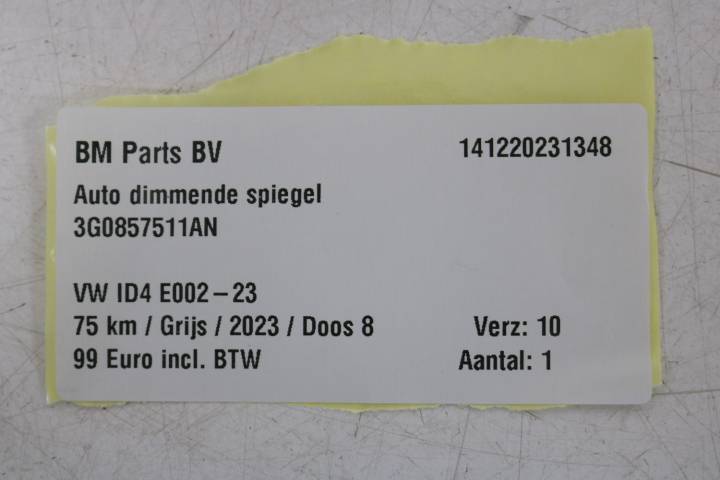 BM Parts BV 141220231348
Auto dimmende spiegel
3G0857511AN
VW ID4 E002-23
75 km / Grijs / 2023 / Doos 8 Verz: 10
99 Euro incl. BTW Aantal: 1